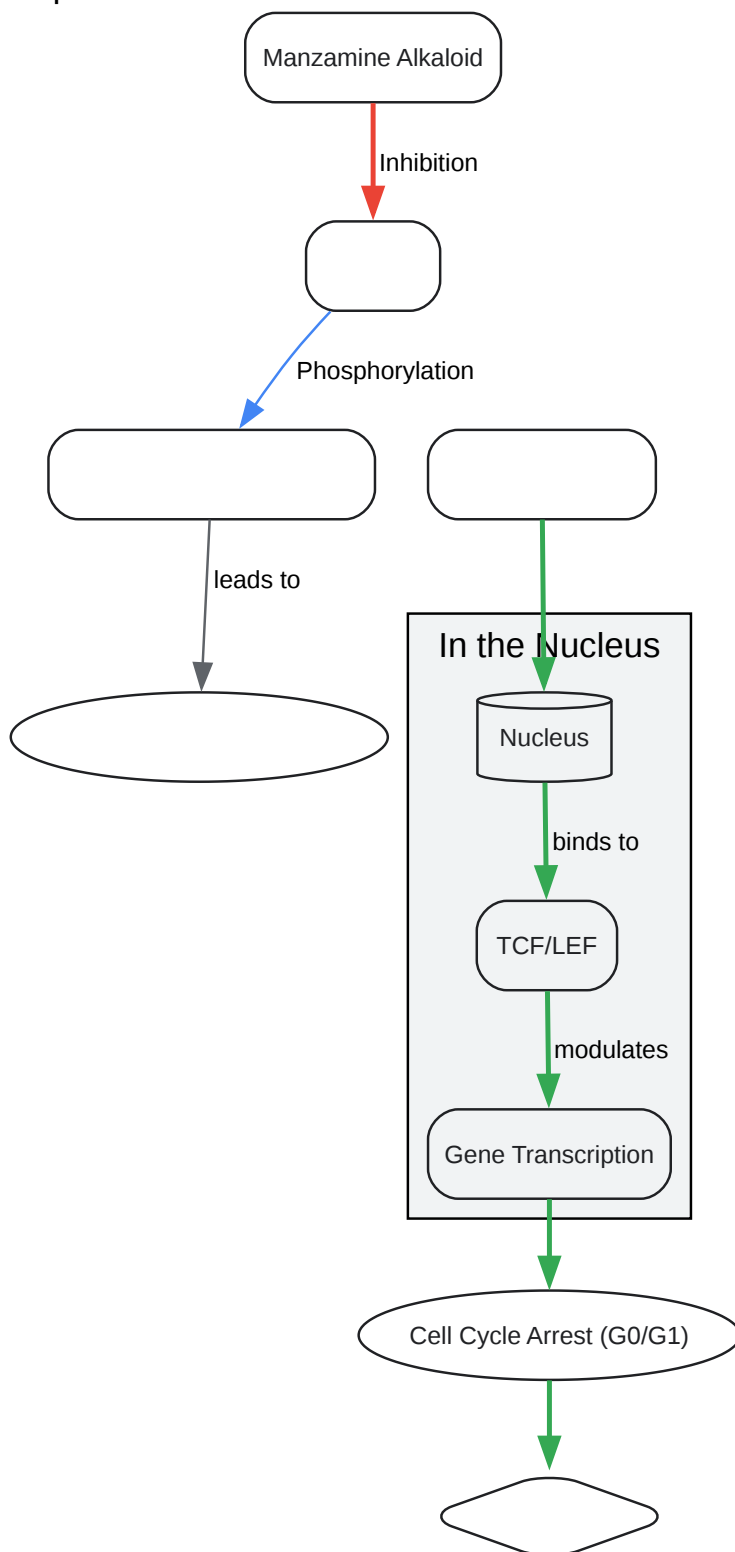 Manzamine Alkaloid
Inhibition
Phosphorylation
leads to
In the Nucleus
Nucleus
binds to
TCF/LEF
modulates
Gene Transcription
Cell Cycle Arrest (G0/G1)